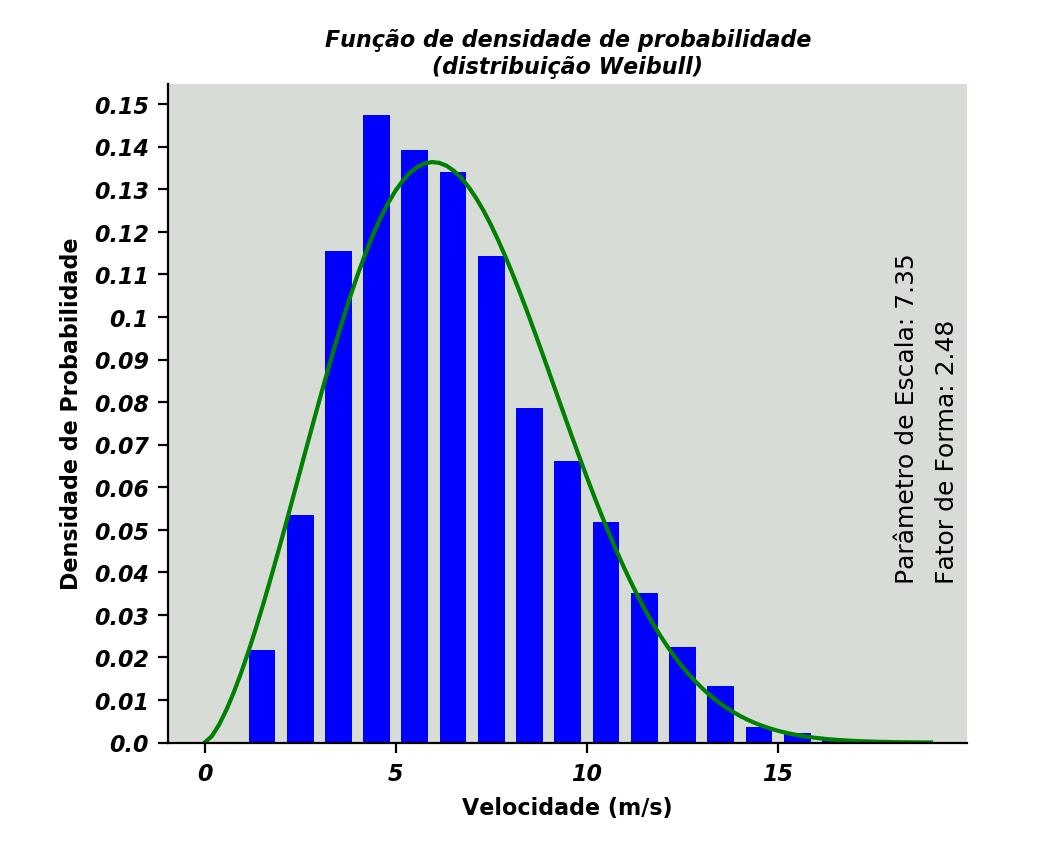 Função de densidade de probabilidade
(distribuição Weibull)
Densidade de Probabilidade
0.15
0.14
0.13
0.12
0.11
0.1
0.09
0.08
0.07
0.06
0.05
0.04
0.03
0.02
0.01
0.0
0 5 10 15
Velocidade (m/s)
Parâmetro de Escala: 7.35
Fator de Forma: 2.48